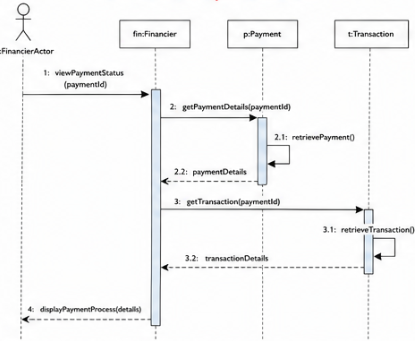 fin:Financier
p:Payment
t:Transaction
:FinancierActor
1: viewPaymentStatus
(paymentId)
2: getPaymentDetails(paymentId)
2.1: retrievePayment()
2.2: paymentDetails
3: getTransaction(paymentId)
3.1: retrieveTransaction()
3.2: transactionDetails
4: displayPaymentProcess(details)